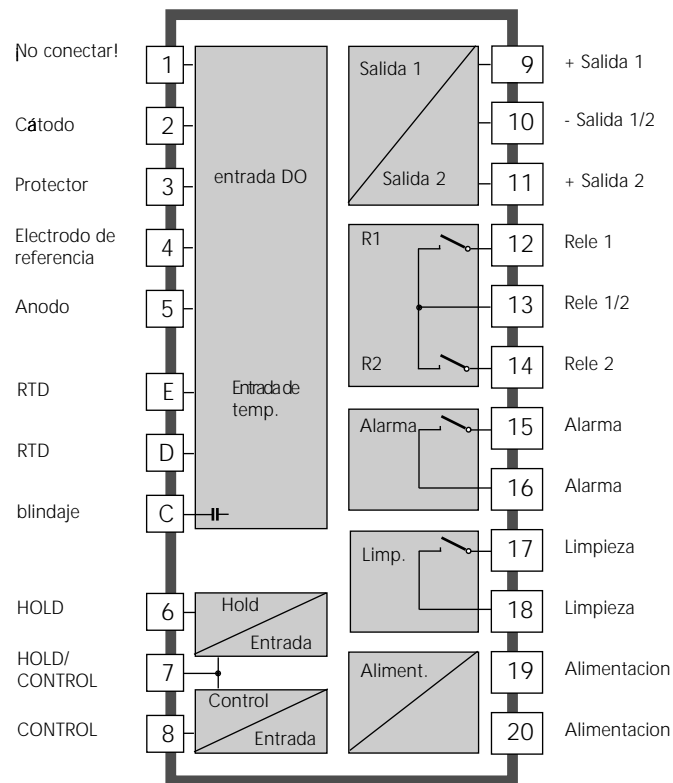 ¡No conectar!
1
Cátodo
2
Protector
3
Electrodo de
referencia
4
Anodo
5
RTD
E
RTD
D
blindaje
C
entrada DO
Entrada de
temp.
HOLD
6
Hold
Entrada
HOLD/
CONTROL
7
CONTROL
8
Control
Entrada
Salida 1
Salida 2
9
+ Salida 1
10
- Salida 1/2
11
+ Salida 2
R1
R2
12
Rele 1
13
Rele 1/2
14
Rele 2
Alarma
15
Alarma
16
Alarma
Limp.
17
Limpieza
18
Limpieza
Aliment.
19
Alimentacion
20
Alimentacion